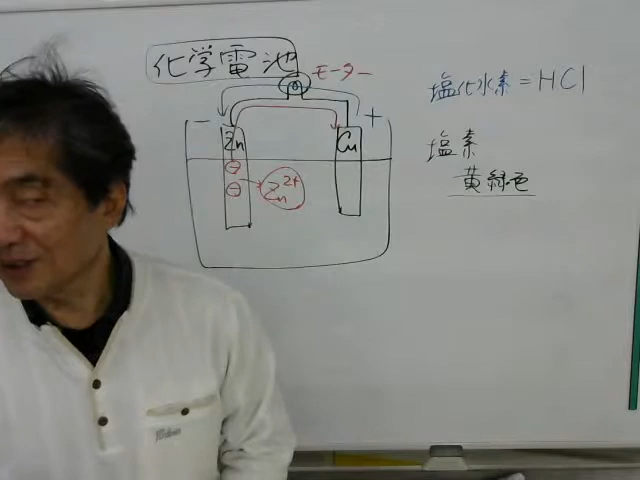 化学電池
モーター
塩化水素 = HCl
− +
Zn Cu
塩素
⊖
黄緑色
⊖ Zn²⁺